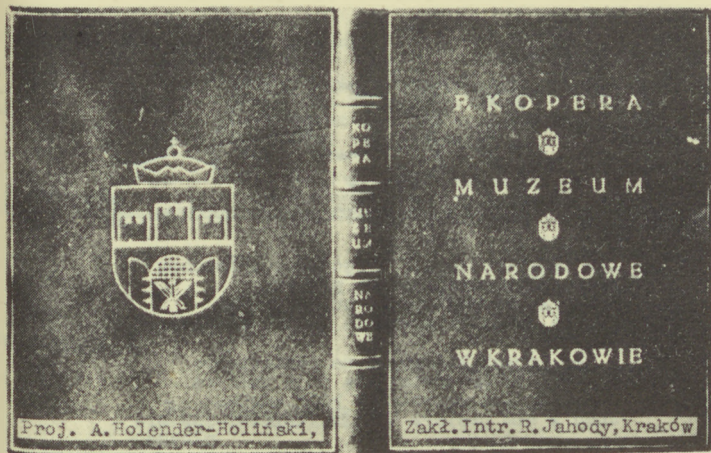 F. KOPERA
MUZEUM
NARODOWE
W KRAKOWIE
KO
PE
RA
MU
ZE
UM
NA
RO
DO
WE
Proj. A.Holender-Holiński,
Zakł.Intr.R.Jahody,Kraków